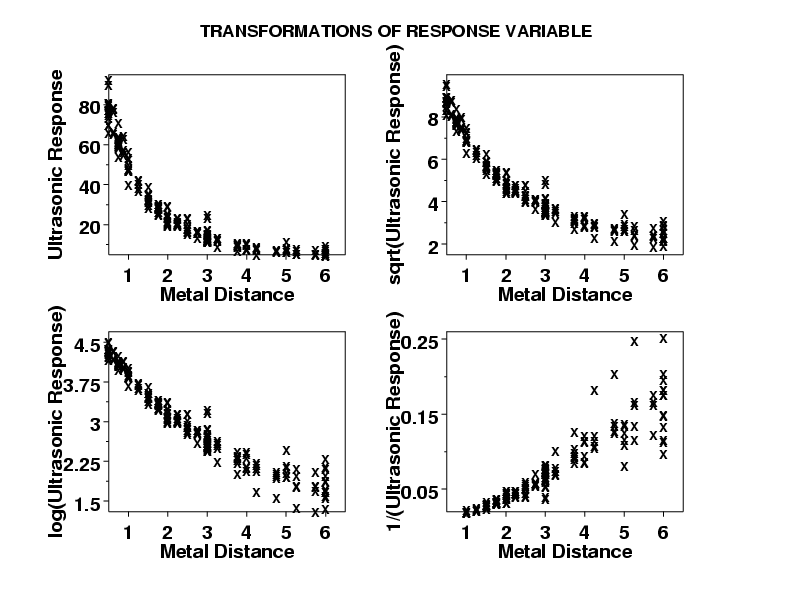 TRANSFORMATIONS OF RESPONSE VARIABLE
Ultrasonic Response
80
60
40
20
1 2 3 4 5 6
Metal Distance
sqrt(Ultrasonic Response)
8
6
4
2
1 2 3 4 5 6
Metal Distance
log(Ultrasonic Response)
4.5
3.75
3
2.25
1.5
1 2 3 4 5 6
Metal Distance
1/(Ultrasonic Response)
0.25
0.15
0.05
1 2 3 4 5 6
Metal Distance